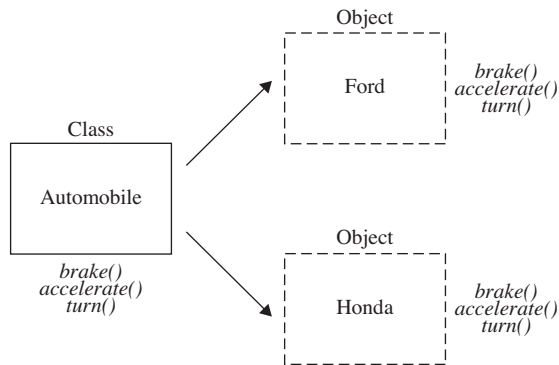 Class
Automobile
brake()
accelerate()
turn()
Object
Ford
brake()
accelerate()
turn()
Object
Honda
brake()
accelerate()
turn()